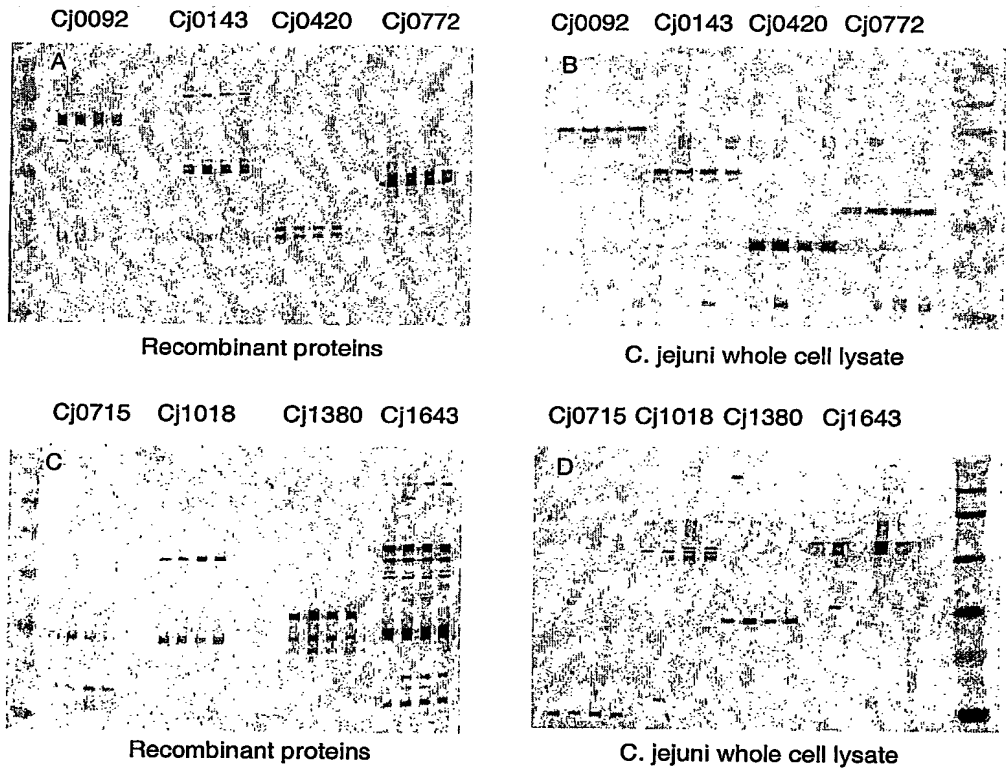 Cj0092 Cj0143 Cj0420 Cj0772
A
Recombinant proteins
Cj0092 Cj0143 Cj0420 Cj0772
B
C. jejuni whole cell lysate
Cj0715 Cj1018 Cj1380 Cj1643
C
Recombinant proteins
Cj0715 Cj1018 Cj1380 Cj1643
D
C. jejuni whole cell lysate